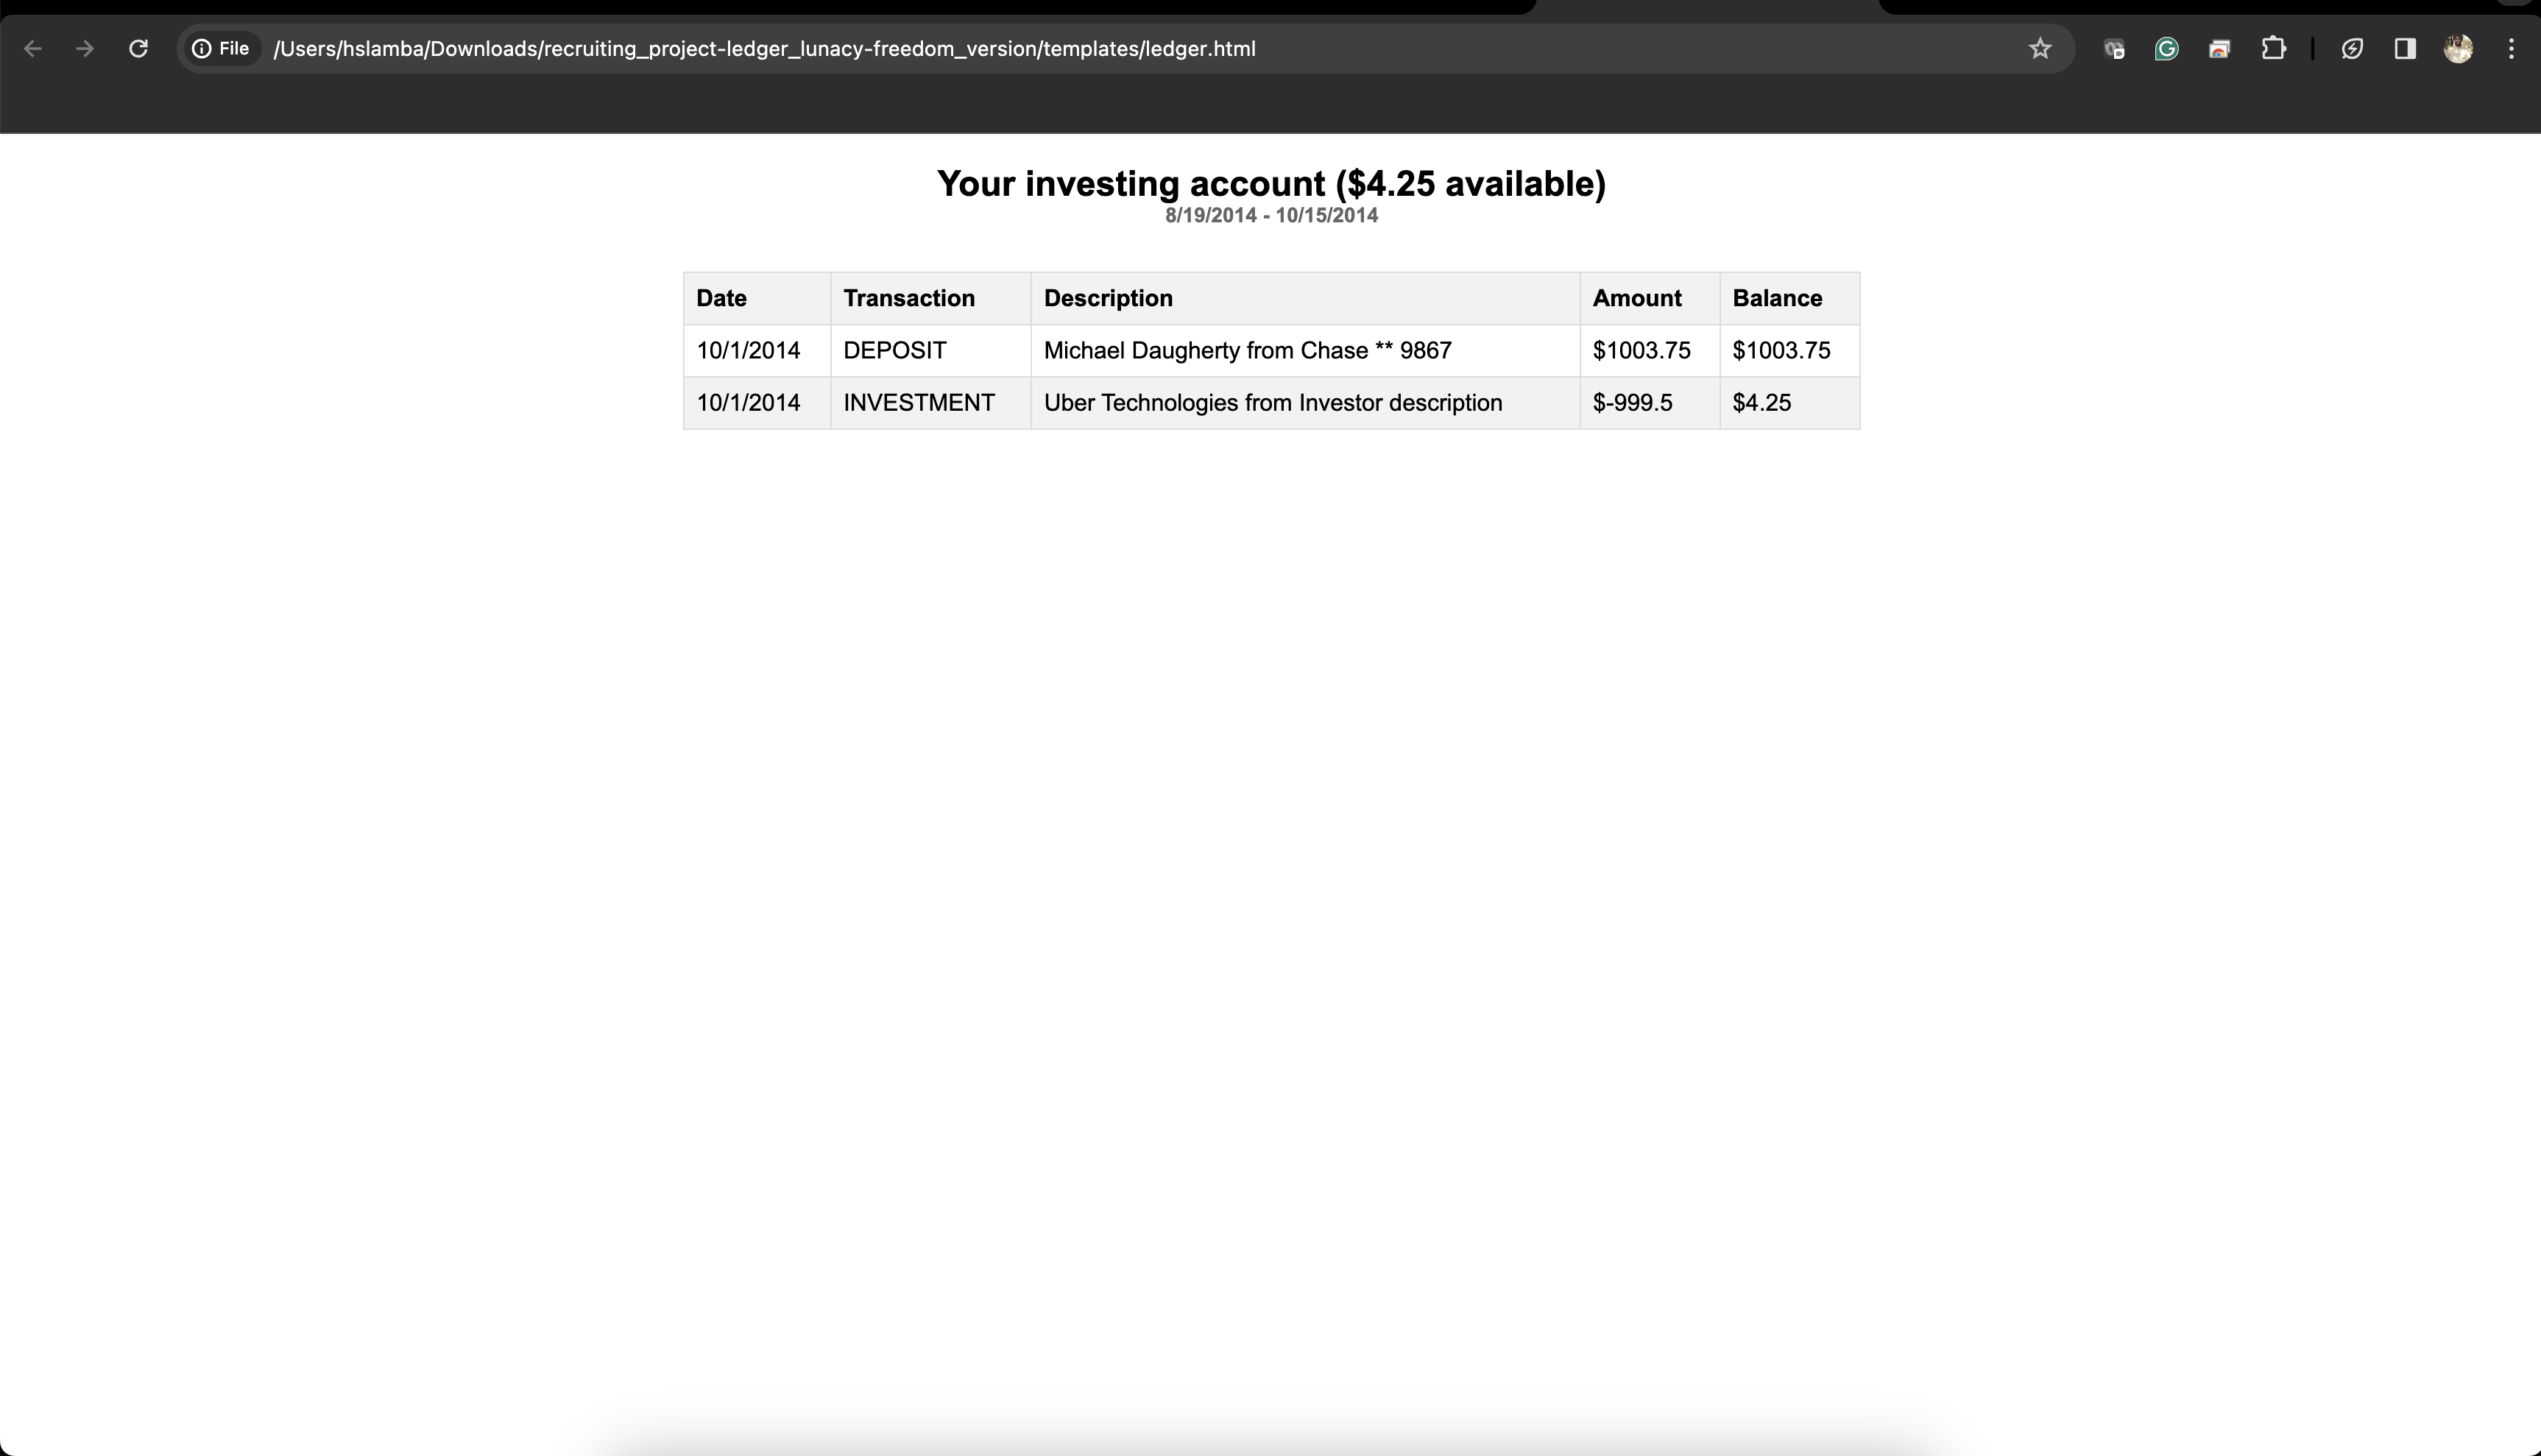 File /Users/hslamba/Downloads/recruiting_project-ledger_lunacy-freedom_version/templates/ledger.html
Your investing account ($4.25 available)
8/19/2014 - 10/15/2014
Date Transaction Description Amount Balance
10/1/2014 DEPOSIT Michael Daugherty from Chase ** 9867 $1003.75 $1003.75
10/1/2014 INVESTMENT Uber Technologies from Investor description $-999.5 $4.25